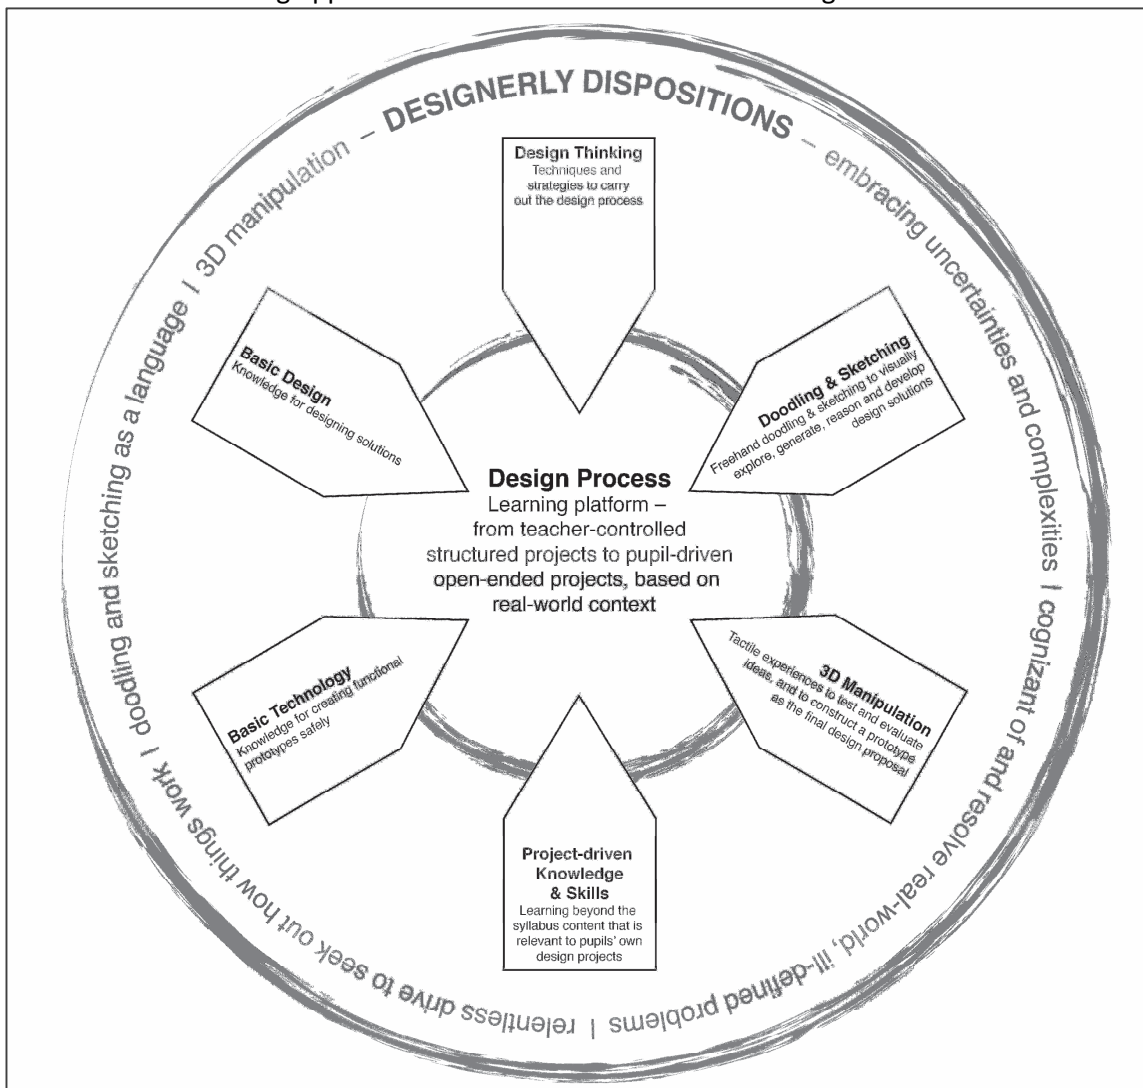 DESIGNERLY DISPOSITIONS – embracing uncertainties and complexities I cognizant of and resolve real-world, ill-defined problems I relentless drive to seek out how things work I doodling and sketching as a language I 3D manipulation –
Design Thinking
Techniques and
strategies to carry
out the design process
Doodling & Sketching
Freehand doodling & sketching to visually
explore, generate, reason and develop
design solutions
3D Manipulation
Tactile experiences to test and evaluate
ideas, and to construct a prototype
as the final design proposal
Project-driven
Knowledge
& Skills
Learning beyond the
syllabus content that is
relevant to pupils' own
design projects
Basic Technology
Knowledge for creating functional
prototypes safely
Basic Design
Knowledge for designing solutions
Design Process
Learning platform –
from teacher-controlled
structured projects to pupil-driven
open-ended projects, based on
real-world context